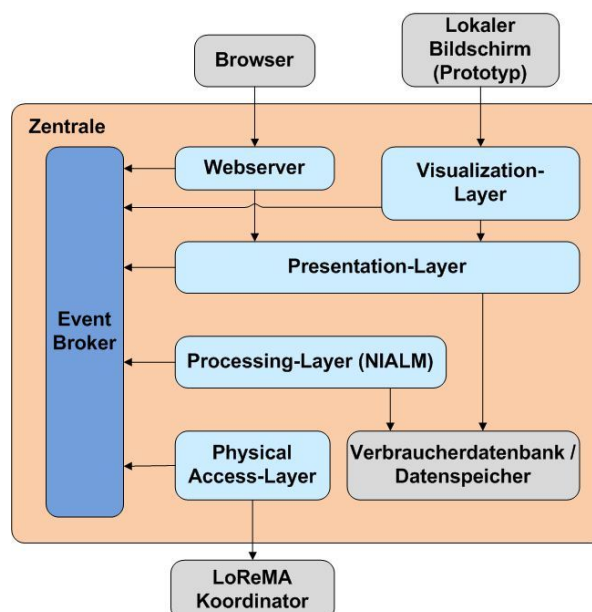 Browser
Lokaler
Bildschirm
(Prototyp)
Zentrale
Webserver
Visualization-
Layer
Presentation-Layer
Event
Broker
Processing-Layer (NIALM)
Physical
Access-Layer
Verbraucherdatenbank /
Datenspeicher
LoReMA
Koordinator